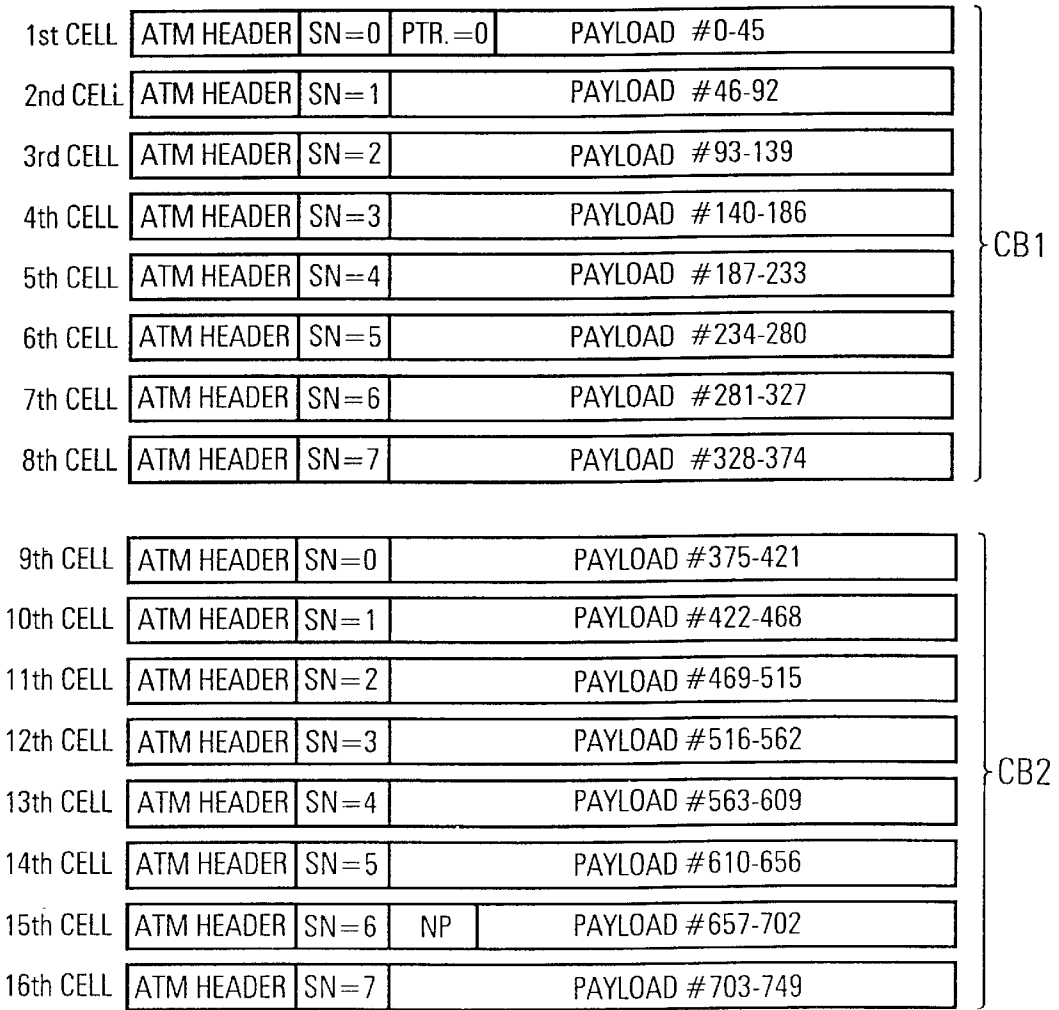 1st CELL ATM HEADER SN=0 PTR.=0 PAYLOAD #0-45
2nd CELL ATM HEADER SN=1 PAYLOAD #46-92
3rd CELL ATM HEADER SN=2 PAYLOAD #93-139
4th CELL ATM HEADER SN=3 PAYLOAD #140-186
CB1
5th CELL ATM HEADER SN=4 PAYLOAD #187-233
6th CELL ATM HEADER SN=5 PAYLOAD #234-280
7th CELL ATM HEADER SN=6 PAYLOAD #281-327
8th CELL ATM HEADER SN=7 PAYLOAD #328-374
9th CELL ATM HEADER SN=0 PAYLOAD #375-421
10th CELL ATM HEADER SN=1 PAYLOAD #422-468
11th CELL ATM HEADER SN=2 PAYLOAD #469-515
12th CELL ATM HEADER SN=3 PAYLOAD #516-562
CB2
13th CELL ATM HEADER SN=4 PAYLOAD #563-609
14th CELL ATM HEADER SN=5 PAYLOAD #610-656
15th CELL ATM HEADER SN=6 NP PAYLOAD #657-702
16th CELL ATM HEADER SN=7 PAYLOAD #703-749